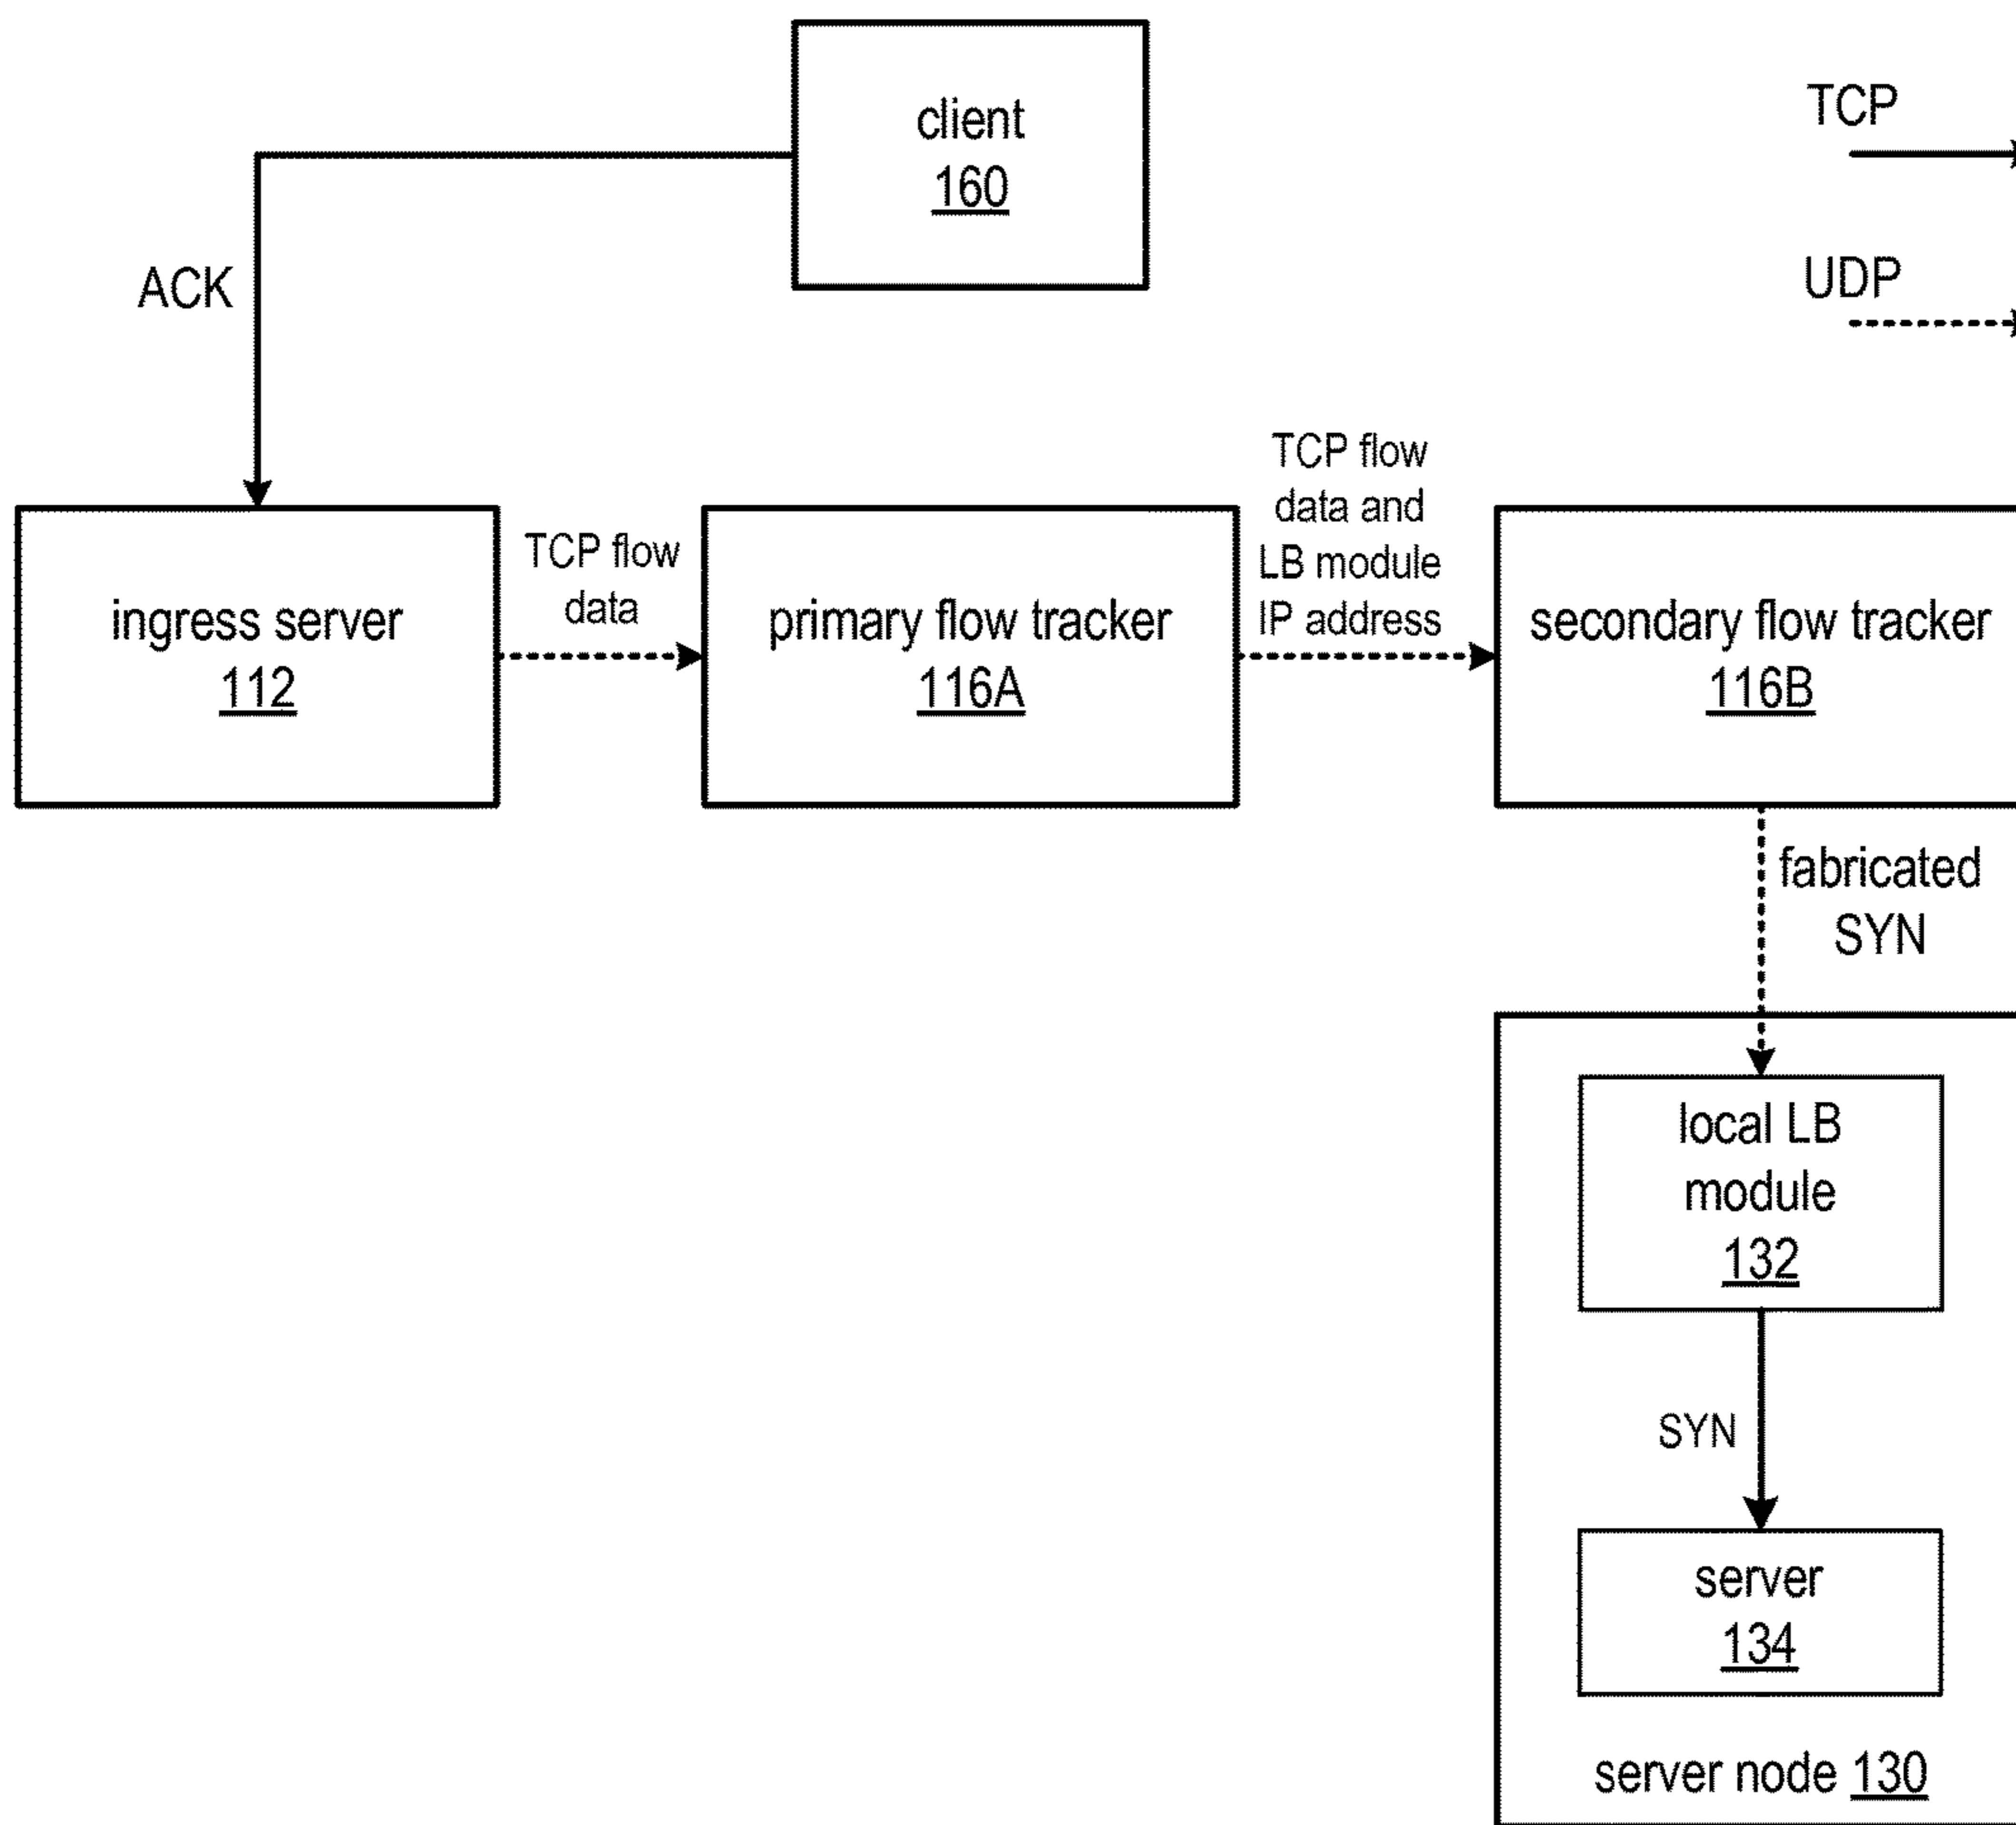 client
160
TCP
UDP
ACK
ingress server
112
TCP flow
data
primary flow tracker
116A
TCP flow
data and
LB module
IP address
secondary flow tracker
116B
fabricated
SYN
local LB
module
132
SYN
server
134
server node 130